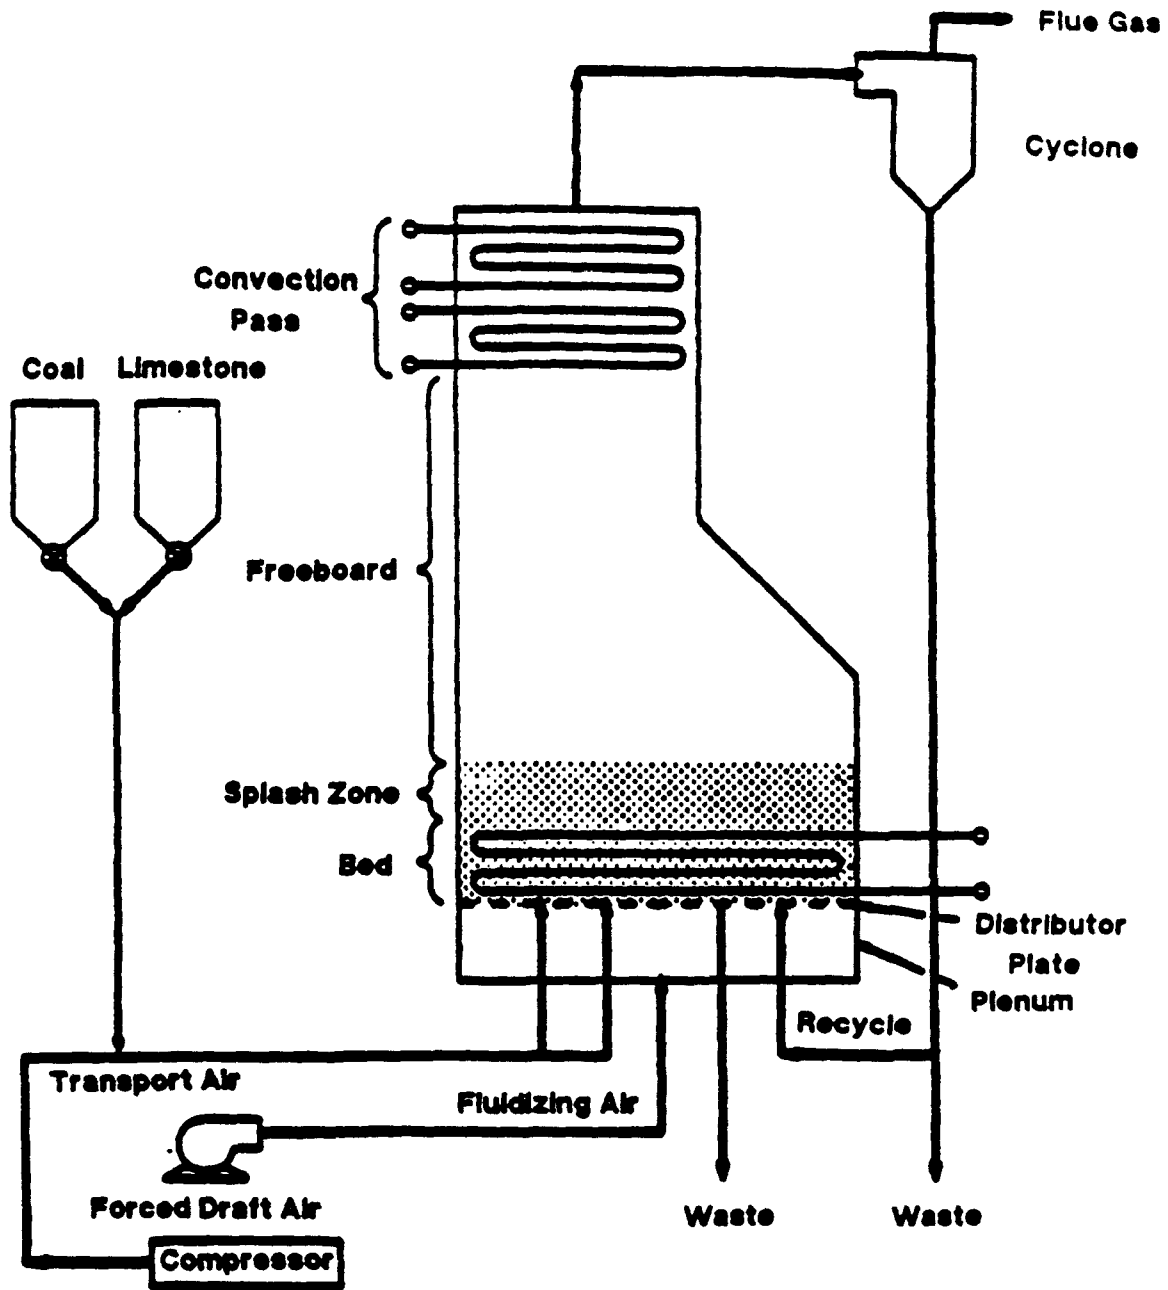 Flue Gas
Cyclone
Convection
Pass
Coal
Limestone
Freeboard
Splash Zone
Bed
Distributor
Plate
Plenum
Recycle
Transport Air
Fluidizing Air
Forced Draft Air
Waste
Waste
Compressor